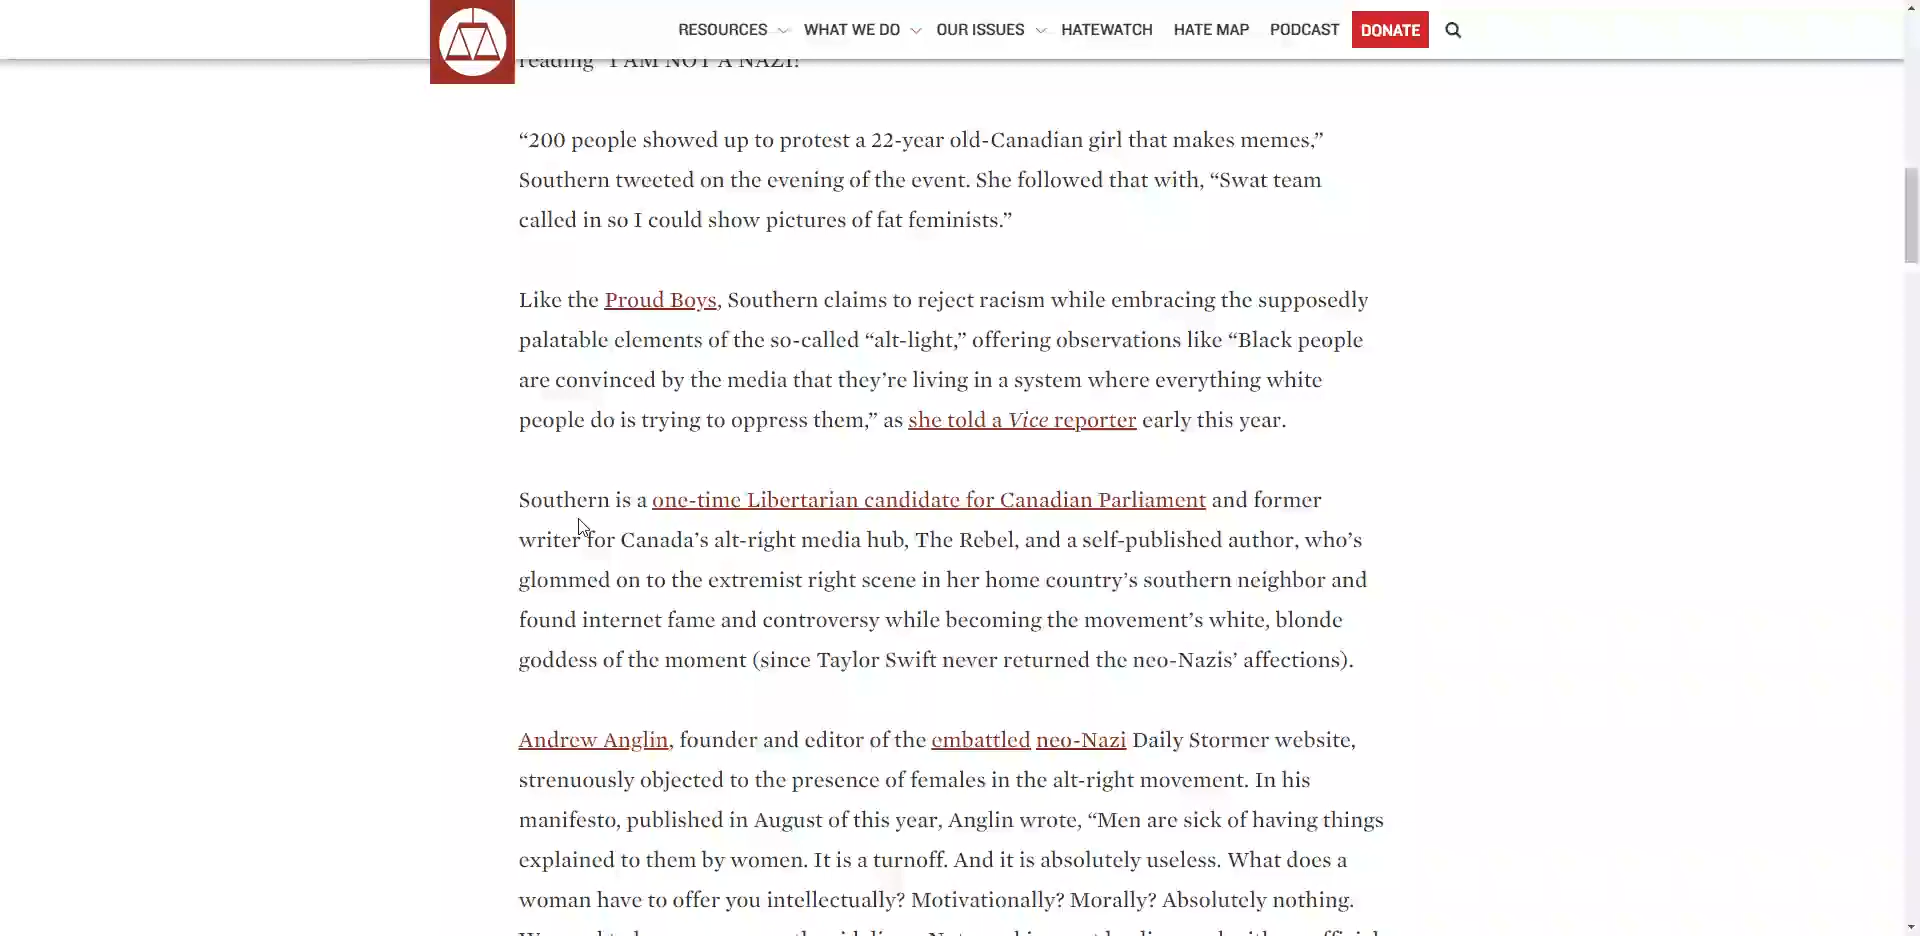 RESOURCES WHAT WE DO OUR ISSUES HATEWATCH HATE MAP PODCAST DONATE
reading “I AM NOT A NAZI!”
“200 people showed up to protest a 22-year old-Canadian girl that makes memes,”
Southern tweeted on the evening of the event. She followed that with, “Swat team
called in so I could show pictures of fat feminists.”
Like the Proud Boys, Southern claims to reject racism while embracing the supposedly
palatable elements of the so-called “alt-light,” offering observations like “Black people
are convinced by the media that they’re living in a system where everything white
people do is trying to oppress them,” as she told a Vice reporter early this year.
Southern is a one-time Libertarian candidate for Canadian Parliament and former
writer for Canada’s alt-right media hub, The Rebel, and a self-published author, who’s
glommed on to the extremist right scene in her home country’s southern neighbor and
found internet fame and controversy while becoming the movement’s white, blonde
goddess of the moment (since Taylor Swift never returned the neo-Nazis’ affections).
Andrew Anglin, founder and editor of the embattled neo-Nazi Daily Stormer website,
strenuously objected to the presence of females in the alt-right movement. In his
manifesto, published in August of this year, Anglin wrote, “Men are sick of having things
explained to them by women. It is a turnoff. And it is absolutely useless. What does a
woman have to offer you intellectually? Motivationally? Morally? Absolutely nothing.